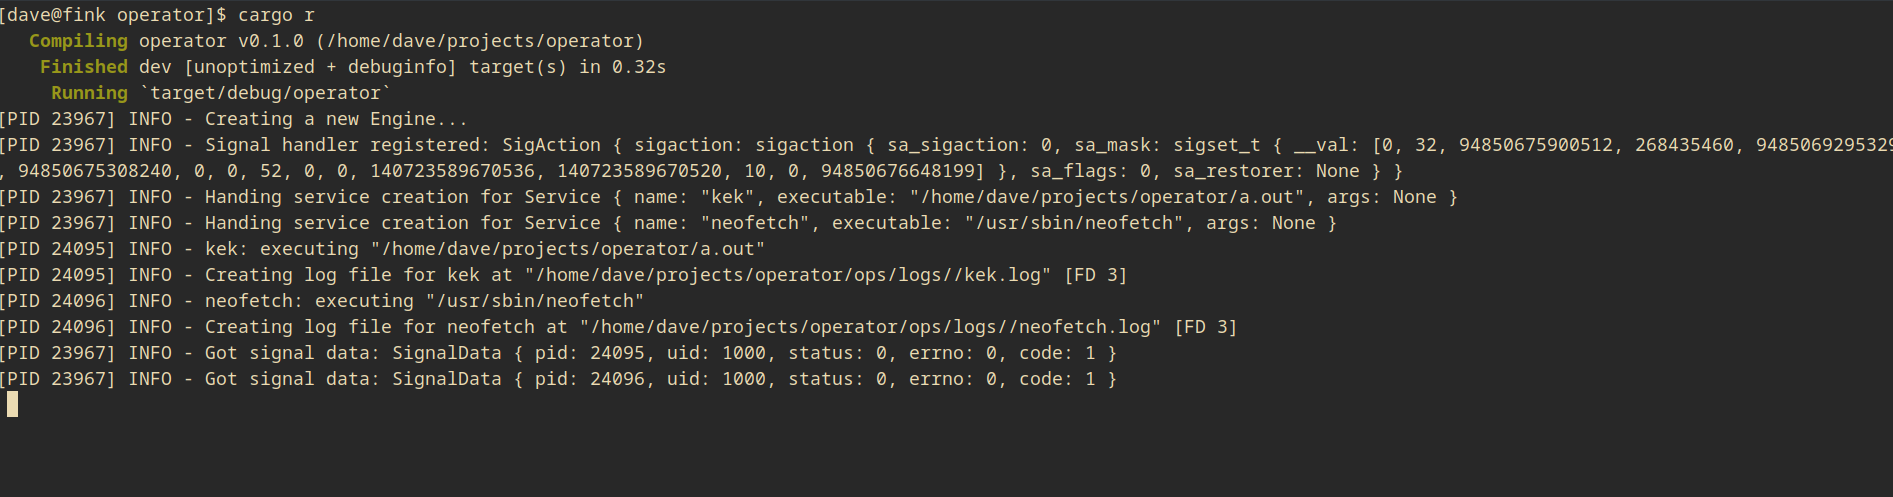 [dave@fink operator]$ cargo r
Compiling operator v0.1.0 (/home/dave/projects/operator)
Finished dev [unoptimized + debuginfo] target(s) in 0.32s
Running `target/debug/operator`
[PID 23967] INFO - Creating a new Engine...
[PID 23967] INFO - Signal handler registered: SigAction { sigaction: sigaction { sa_sigaction: 0, sa_mask: sigset_t { __val: [0, 32, 94850675900512, 268435460, 9485069295329
, 94850675308240, 0, 0, 52, 0, 0, 140723589670536, 140723589670520, 10, 0, 94850676648199] }, sa_flags: 0, sa_restorer: None } }
[PID 23967] INFO - Handing service creation for Service { name: "kek", executable: "/home/dave/projects/operator/a.out", args: None }
[PID 23967] INFO - Handing service creation for Service { name: "neofetch", executable: "/usr/sbin/neofetch", args: None }
[PID 24095] INFO - kek: executing "/home/dave/projects/operator/a.out"
[PID 24095] INFO - Creating log file for kek at "/home/dave/projects/operator/ops/logs//kek.log" [FD 3]
[PID 24096] INFO - neofetch: executing "/usr/sbin/neofetch"
[PID 24096] INFO - Creating log file for neofetch at "/home/dave/projects/operator/ops/logs//neofetch.log" [FD 3]
[PID 23967] INFO - Got signal data: SignalData { pid: 24095, uid: 1000, status: 0, errno: 0, code: 1 }
[PID 23967] INFO - Got signal data: SignalData { pid: 24096, uid: 1000, status: 0, errno: 0, code: 1 }